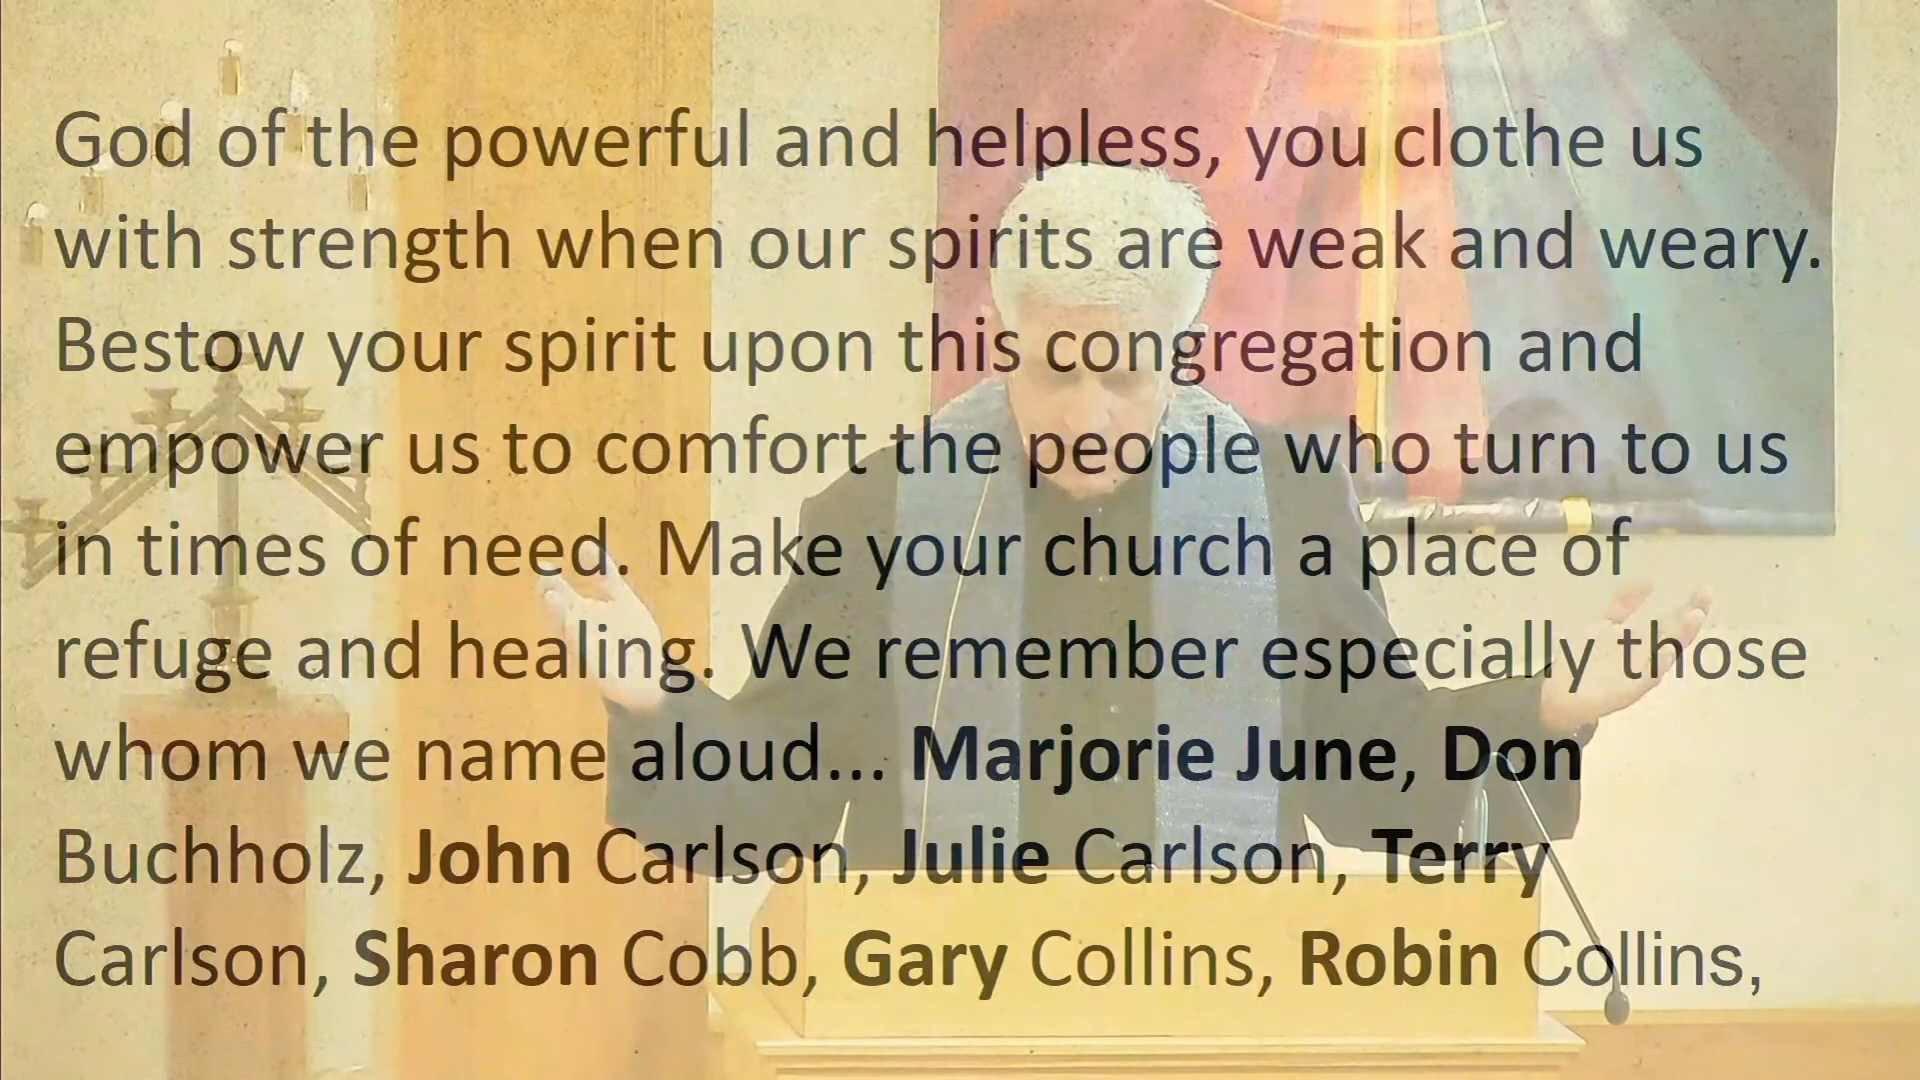 God of the powerful and helpless, you clothe us
with strength when our spirits are weak and weary.
Bestow your spirit upon this congregation and
empower us to comfort the people who turn to us
in times of need. Make your church a place of
refuge and healing. We remember especially those
whom we name aloud... Marjorie June, Don
Buchholz, John Carlson, Julie Carlson, Terry
Carlson, Sharon Cobb, Gary Collins, Robin Collins,